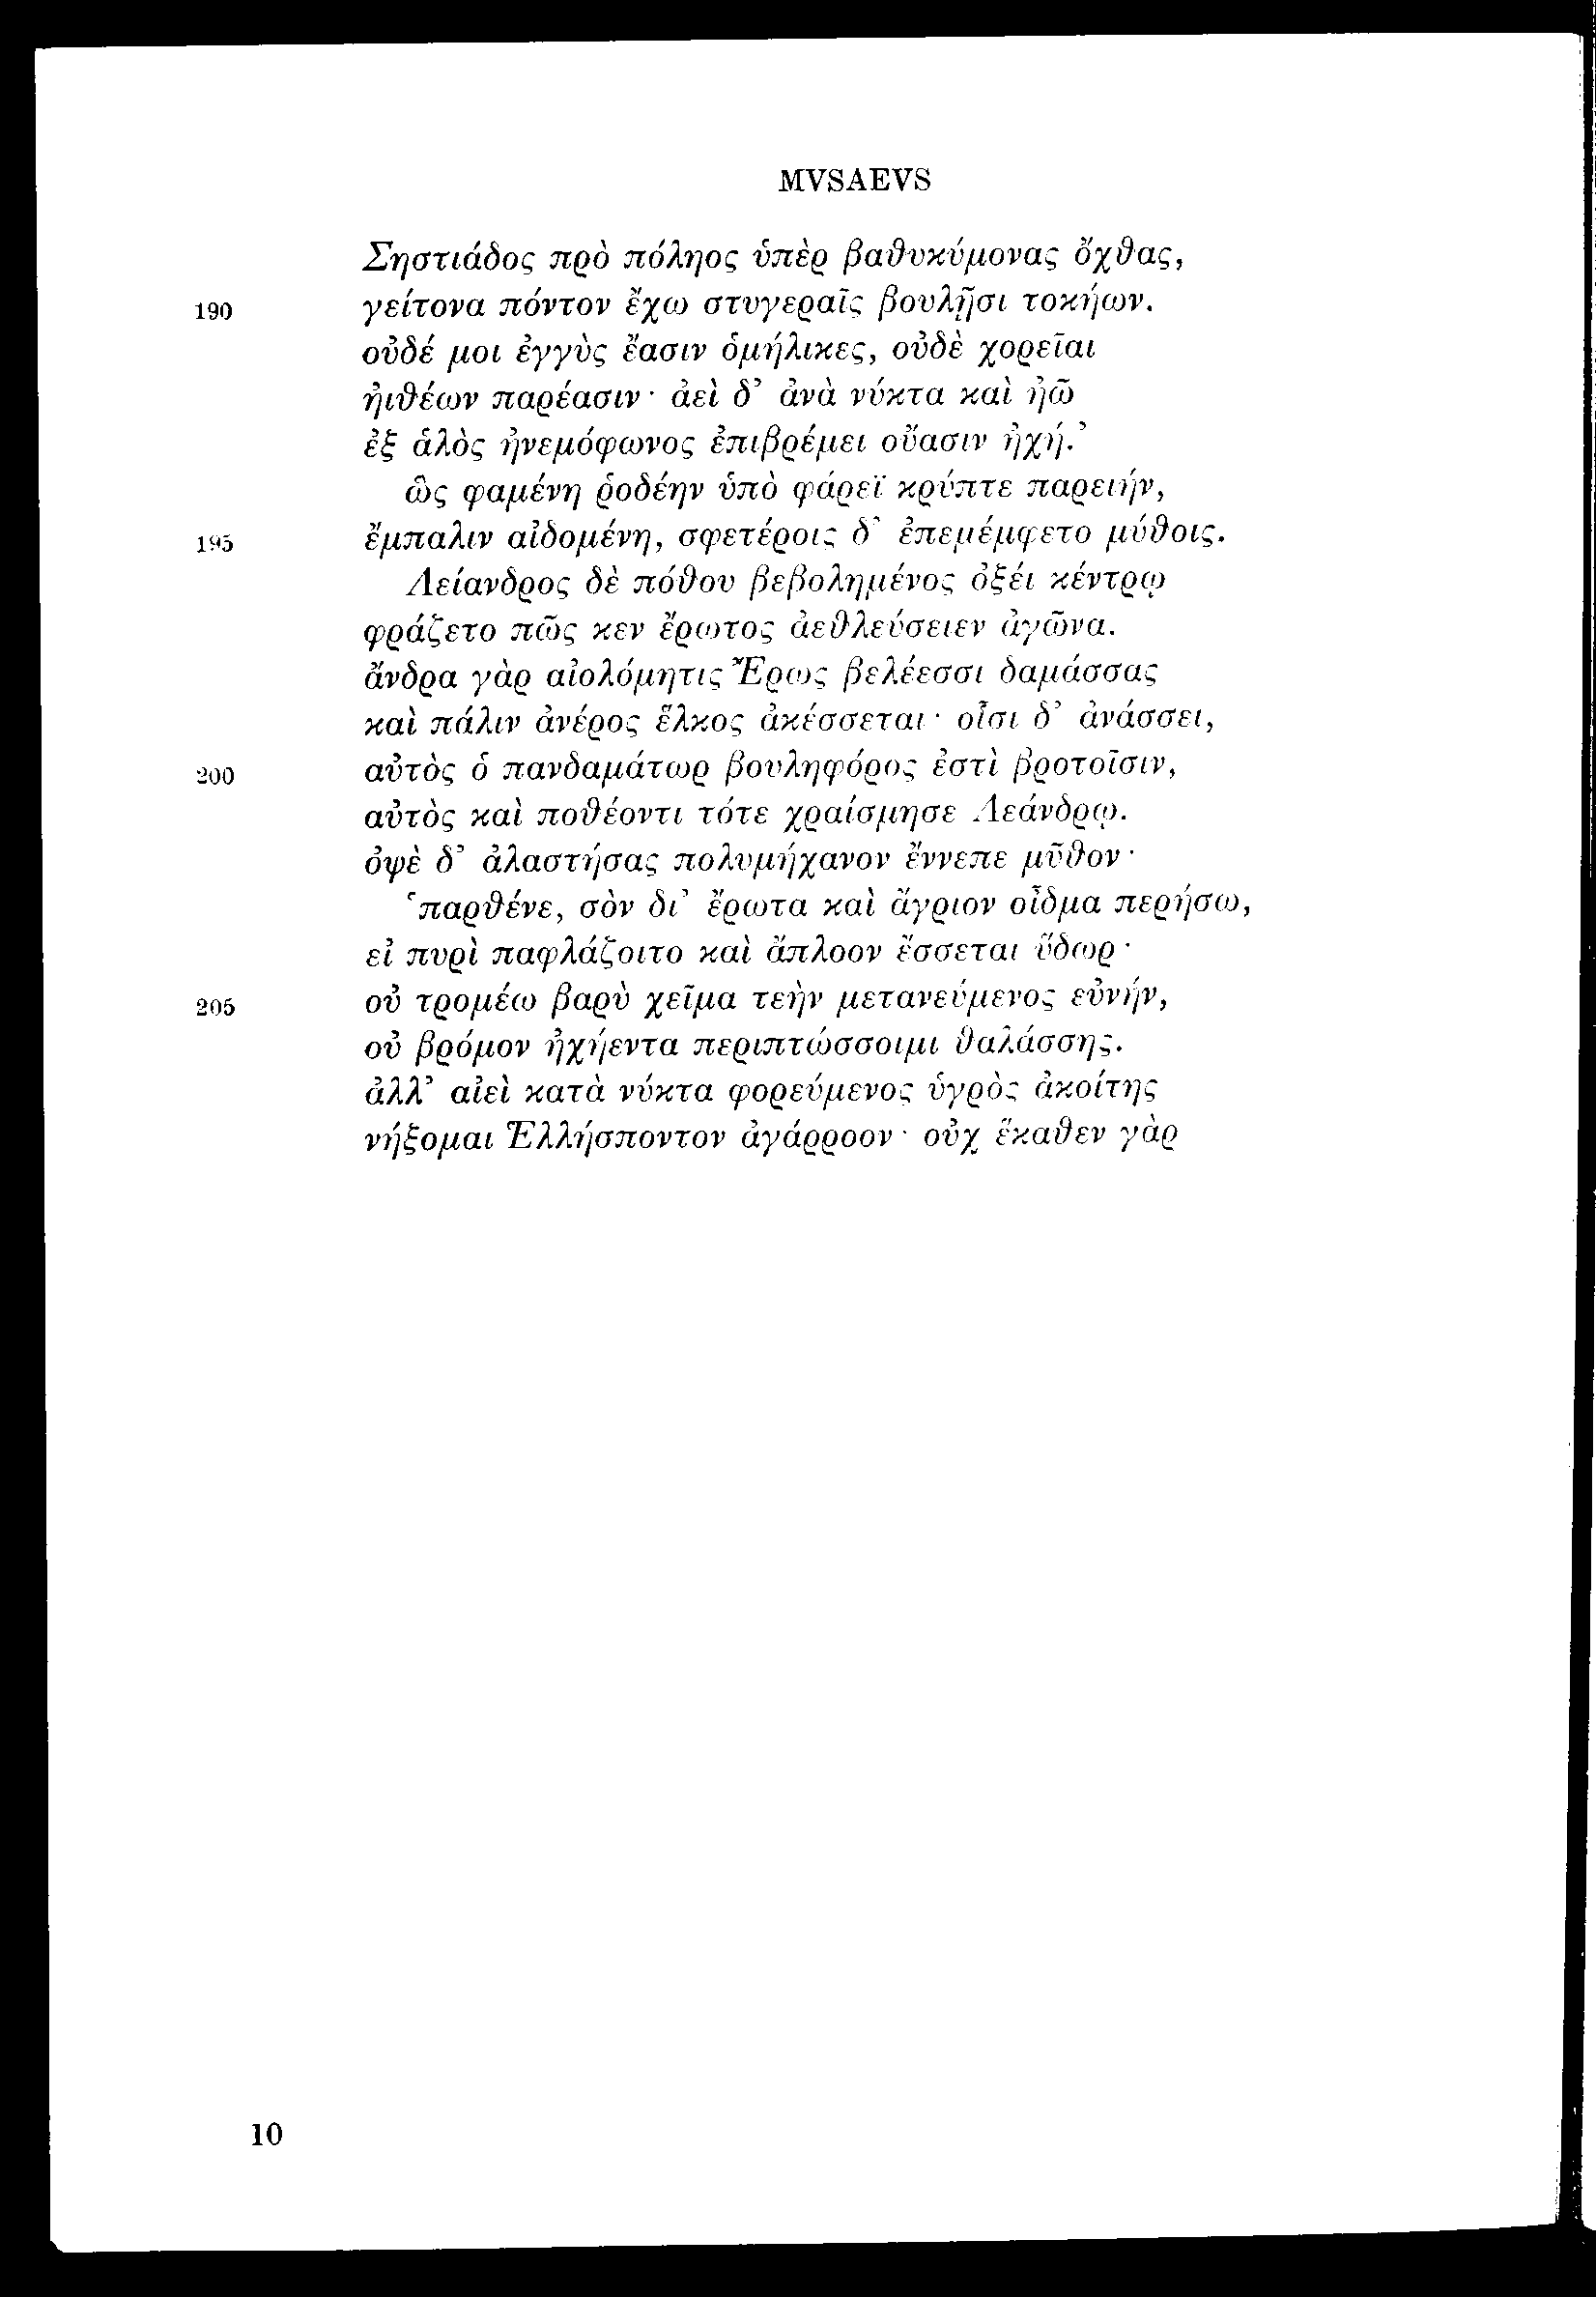 MVSAEVS
Σηστιάδος πρὸ πόληος ὑπὲρ βαθυκύμονας ὄχθας,
190 γείτονα πόντον ἔχω στυγεραῖς βουλῇσι τοκήων.
οὐδέ μοι ἐγγὺς ἔασιν ὁμήλικες, οὐδὲ χορεῖαι
ἠιθέων παρέασιν· ἀεὶ δ’ ἀνὰ νύκτα καὶ ἠῶ
ἐξ ἁλὸς ἠνεμόφωνος ἐπιβρέμει οὔασιν ἠχή.’
ὣς φαμένη ῥοδέην ὑπὸ φάρεϊ κρύπτε παρειήν,
195 ἔμπαλιν αἰδομένη, σφετέροις δ’ ἐπεμέμφετο μύθοις.
Λείανδρος δὲ πόθου βεβολημένος ὀξέι κέντρῳ
φράζετο πῶς κεν ἔρωτος ἀεθλεύσειεν ἀγῶνα.
ἄνδρα γὰρ αἰολόμητις Ἔρως βελέεσσι δαμάσσας
καὶ πάλιν ἀνέρος ἕλκος ἀκέσσεται· οἷσι δ’ ἀνάσσει,
200 αὐτὸς ὁ πανδαμάτωρ βουληφόρος ἐστὶ βροτοῖσιν,
αὐτὸς καὶ ποθέοντι τότε χραίσμησε Λεάνδρῳ.
ὀψὲ δ’ ἀλαστήσας πολυμήχανον ἔννεπε μῦθον·
‘παρθένε, σὸν δι’ ἔρωτα καὶ ἄγριον οἶδμα περήσω,
εἰ πυρὶ παφλάζοιτο καὶ ἄπλοον ἔσσεται ὕδωρ·
205 οὐ τρομέω βαρὺ χεῖμα τεὴν μετανεύμενος εὐνήν,
οὐ βρόμον ἠχήεντα περιπτώσσοιμι θαλάσσης.
ἀλλ’ αἰεὶ κατὰ νύκτα φορεύμενος ὑγρὸς ἀκοίτης
νήξομαι Ἑλλήσποντον ἀγάρροον· οὐχ ἕκαθεν γὰρ
10